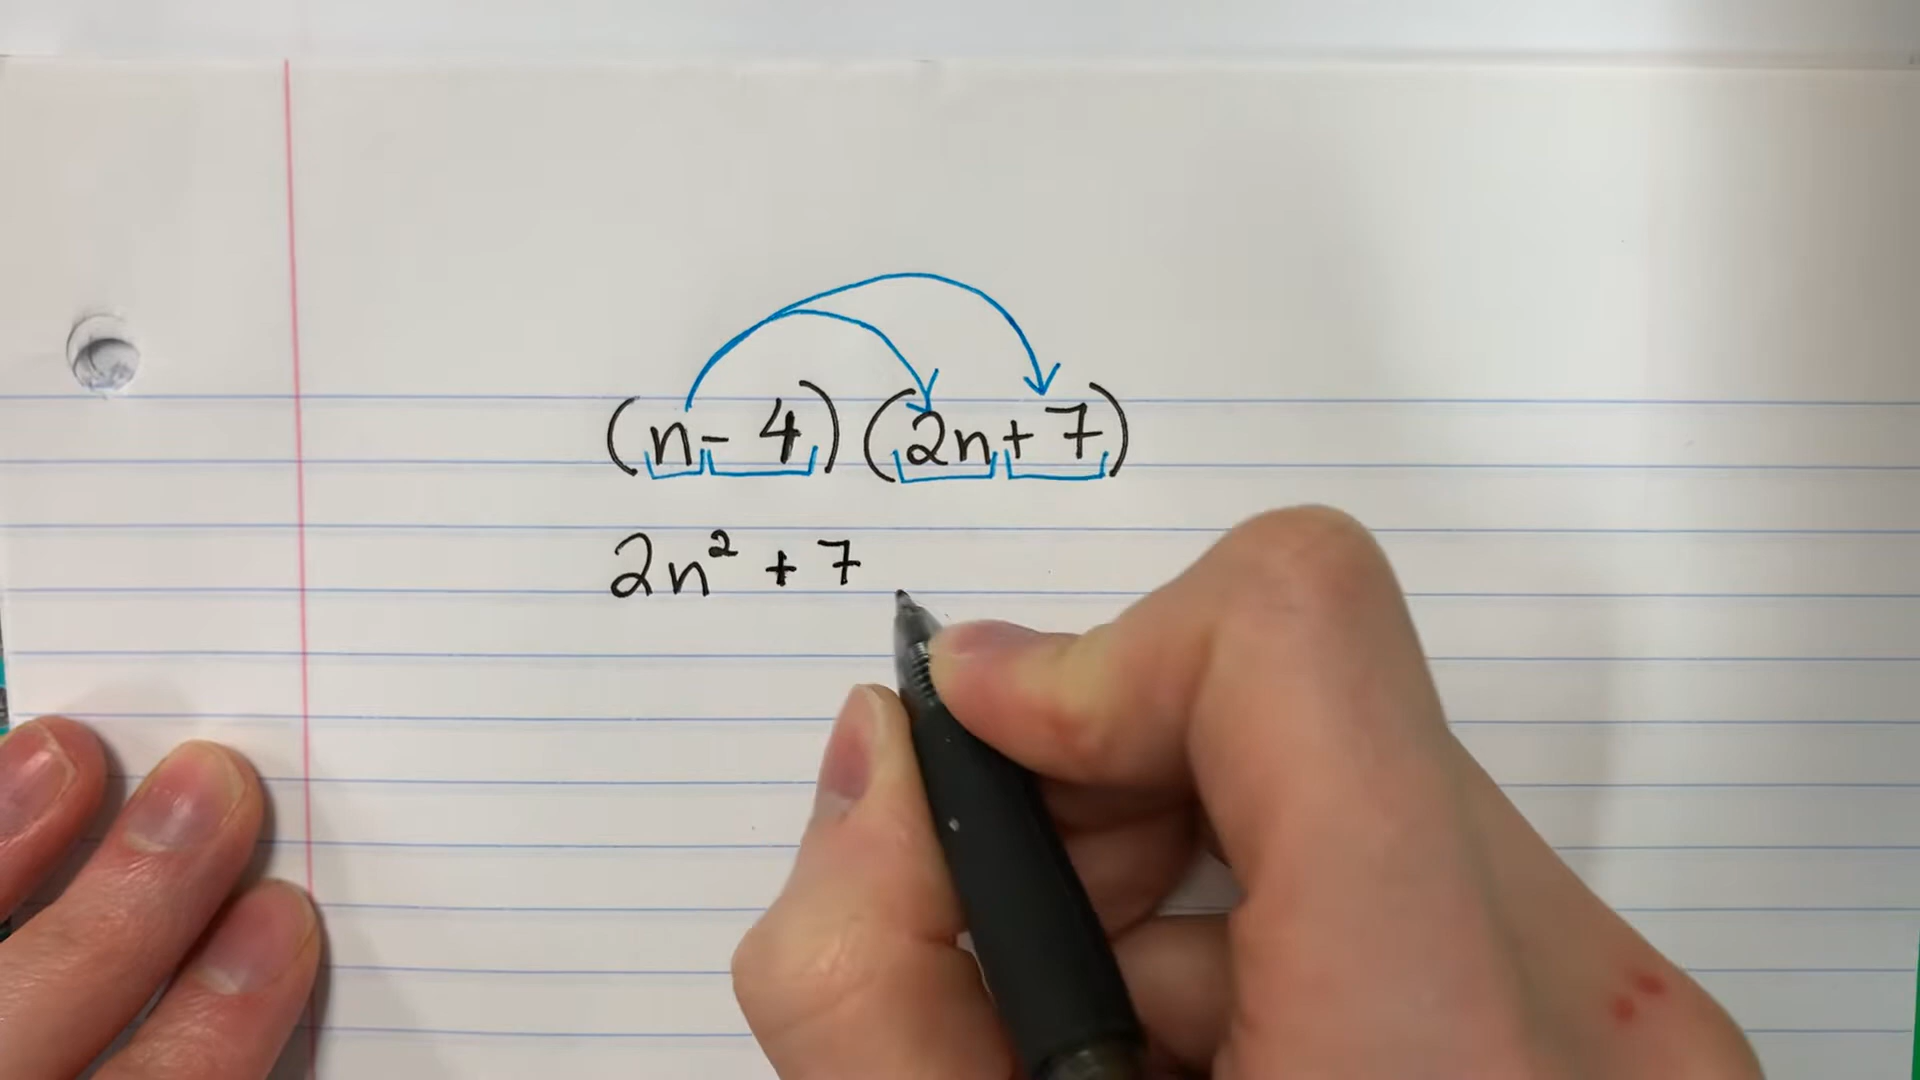 (n - 4) (2n + 7)
2n² + 7